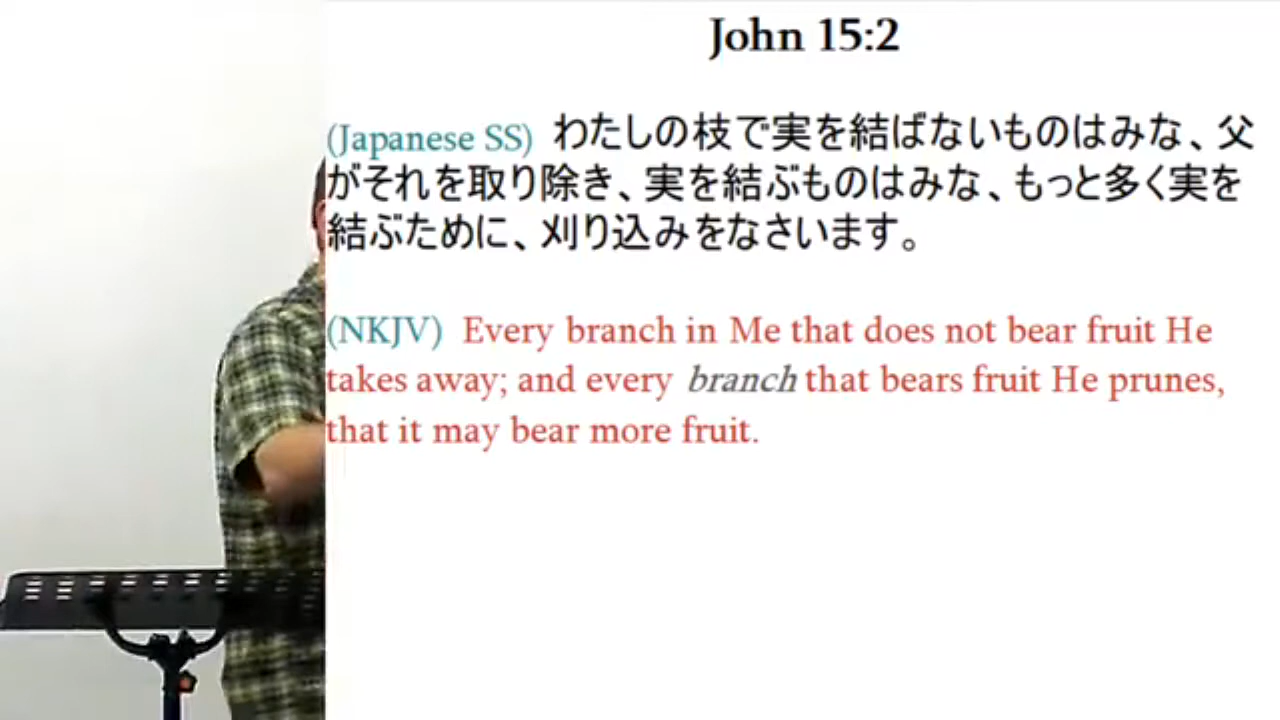 John 15:2
(Japanese SS) わたしの枝で実を結ばないものはみな、父
がそれを取り除き、実を結ぶものはみな、もっと多く実を
結ぶために、刈り込みをなさいます。
(NKJV) Every branch in Me that does not bear fruit He
takes away; and every branch that bears fruit He prunes,
that it may bear more fruit.